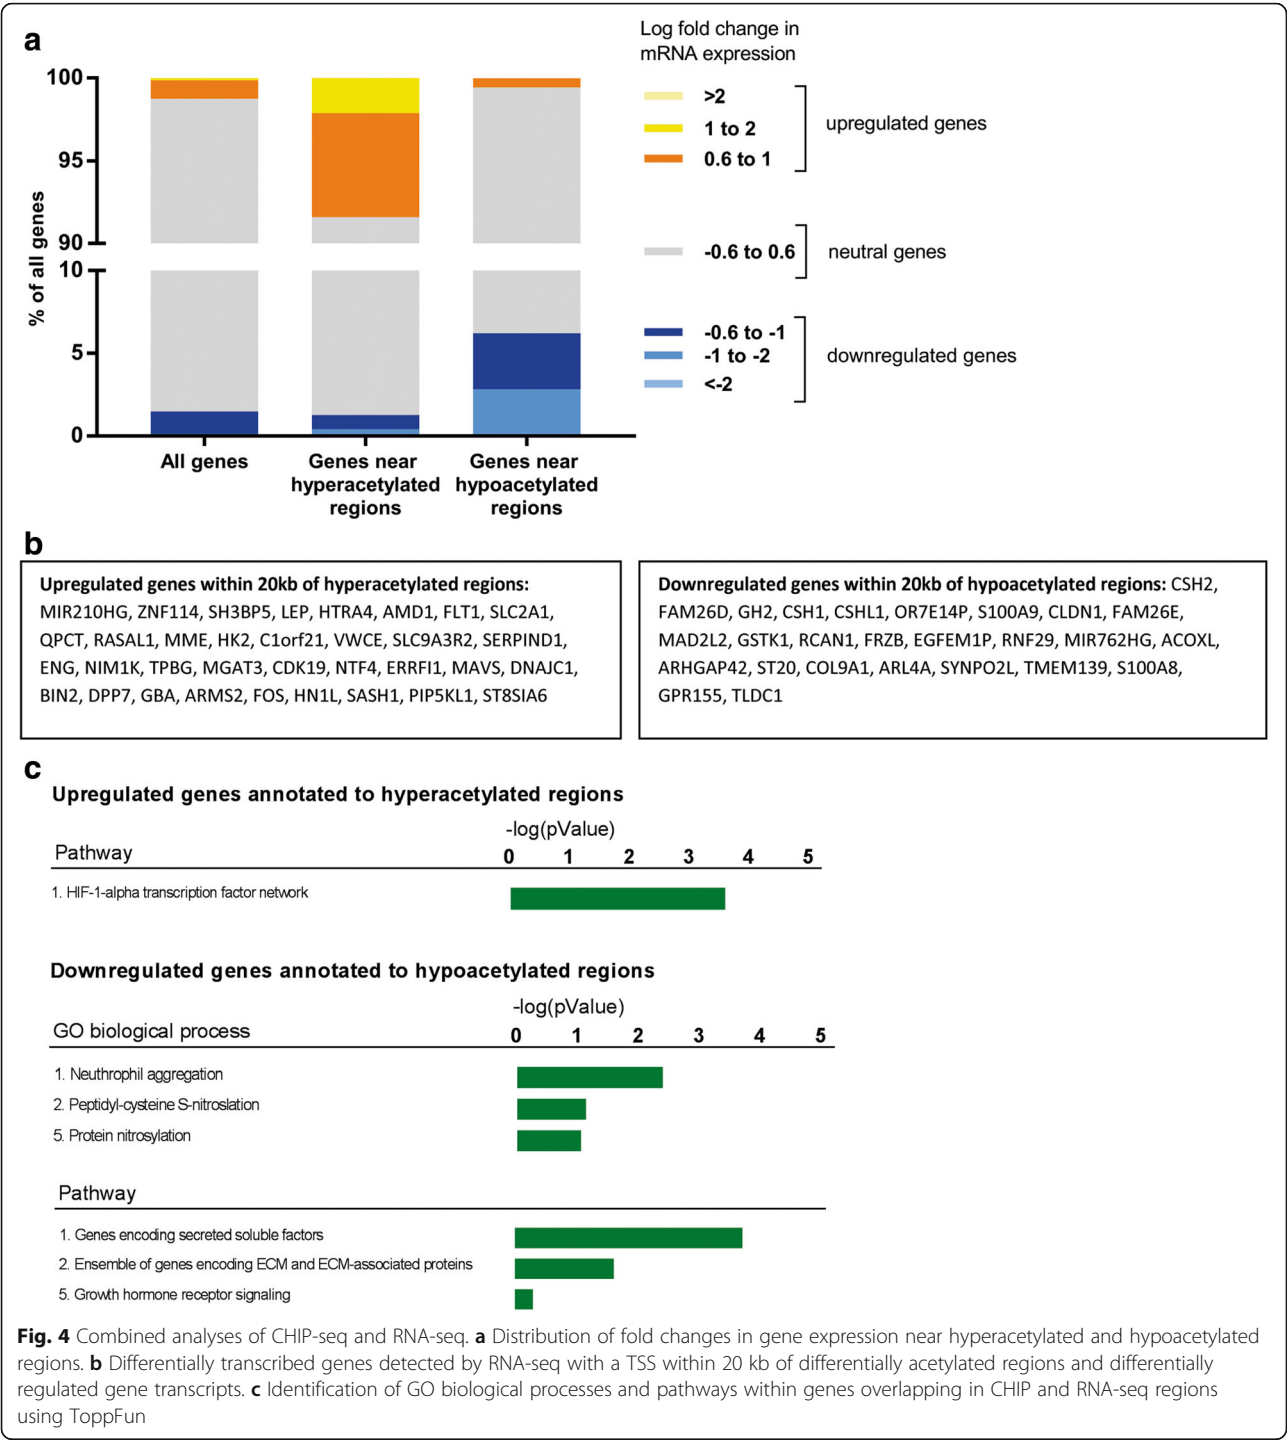 a
Log fold change in
mRNA expression
>2
1 to 2
0.6 to 1
upregulated genes
-0.6 to 0.6
neutral genes
-0.6 to -1
-1 to -2
<-2
downregulated genes
% of all genes
100
95
90
10
5
0
All genes
Genes near
hyperacetylated
regions
Genes near
hypoacetylated
regions
b
Upregulated genes within 20kb of hyperacetylated regions:
MIR210HG, ZNF114, SH3BP5, LEP, HTRA4, AMD1, FLT1, SLC2A1,
QPCT, RASAL1, MME, HK2, C1orf21, VWCE, SLC9A3R2, SERPIND1,
ENG, NIM1K, TPBG, MGAT3, CDK19, NTF4, ERRFI1, MAVS, DNAJC1,
BIN2, DPP7, GBA, ARMS2, FOS, HN1L, SASH1, PIP5KL1, ST8SIA6
Downregulated genes within 20kb of hypoacetylated regions: CSH2,
FAM26D, GH2, CSH1, CSHL1, OR7E14P, S100A9, CLDN1, FAM26E,
MAD2L2, GSTK1, RCAN1, FRZB, EGFEM1P, RNF29, MIR762HG, ACOXL,
ARHGAP42, ST20, COL9A1, ARL4A, SYNPO2L, TMEM139, S100A8,
GPR155, TLDC1
c
Upregulated genes annotated to hyperacetylated regions
-log(pValue)
Pathway
0 1 2 3 4 5
1. HIF-1-alpha transcription factor network
Downregulated genes annotated to hypoacetylated regions
-log(pValue)
GO biological process
0 1 2 3 4 5
1. Neuthrophil aggregation
2. Peptidyl-cysteine S-nitroslation
5. Protein nitrosylation
Pathway
1. Genes encoding secreted soluble factors
2. Ensemble of genes encoding ECM and ECM-associated proteins
5. Growth hormone receptor signaling
Fig. 4 Combined analyses of CHIP-seq and RNA-seq. a Distribution of fold changes in gene expression near hyperacetylated and hypoacetylated
regions. b Differentially transcribed genes detected by RNA-seq with a TSS within 20 kb of differentially acetylated regions and differentially
regulated gene transcripts. c Identification of GO biological processes and pathways within genes overlapping in CHIP and RNA-seq regions
using ToppFun